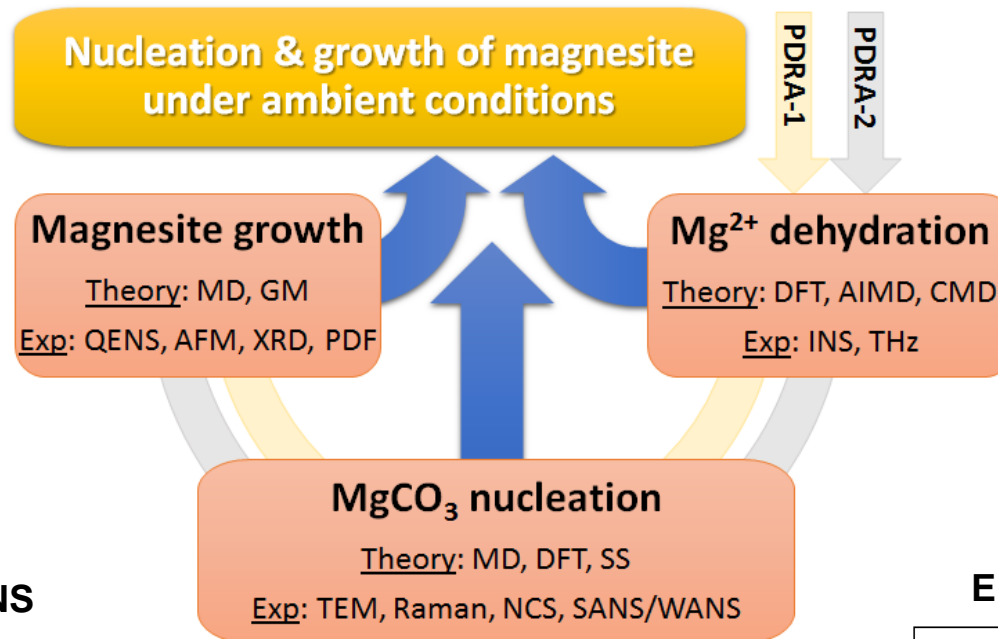 Nucleation & growth of magnesite
under ambient conditions
PDRA-1
PDRA-2
Magnesite growth
Theory: MD, GM
Exp: QENS, AFM, XRD, PDF
Mg²⁺ dehydration
Theory: DFT, AIMD, CMD
Exp: INS, THz
MgCO₃ nucleation
Theory: MD, DFT, SS
Exp: TEM, Raman, NCS, SANS/WANS
NS
E